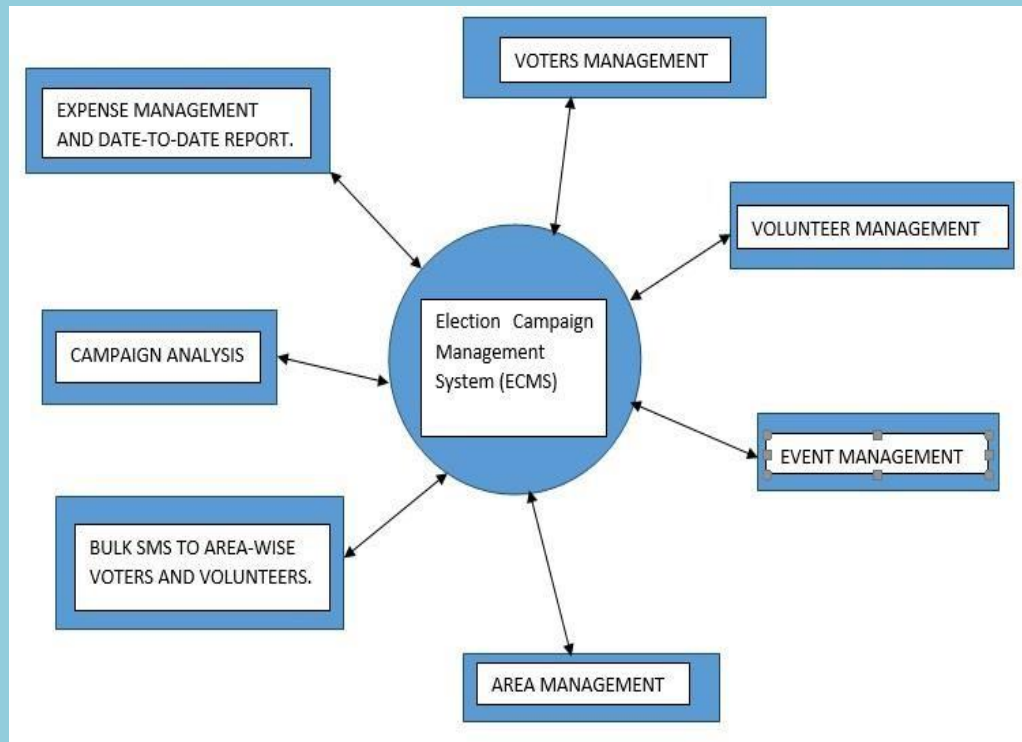 VOTERS MANAGEMENT
EXPENSE MANAGEMENT
AND DATE-TO-DATE REPORT.
VOLUNTEER MANAGEMENT
Election Campaign
Management
System (ECMS)
CAMPAIGN ANALYSIS
EVENT MANAGEMENT
BULK SMS TO AREA-WISE
VOTERS AND VOLUNTEERS.
AREA MANAGEMENT